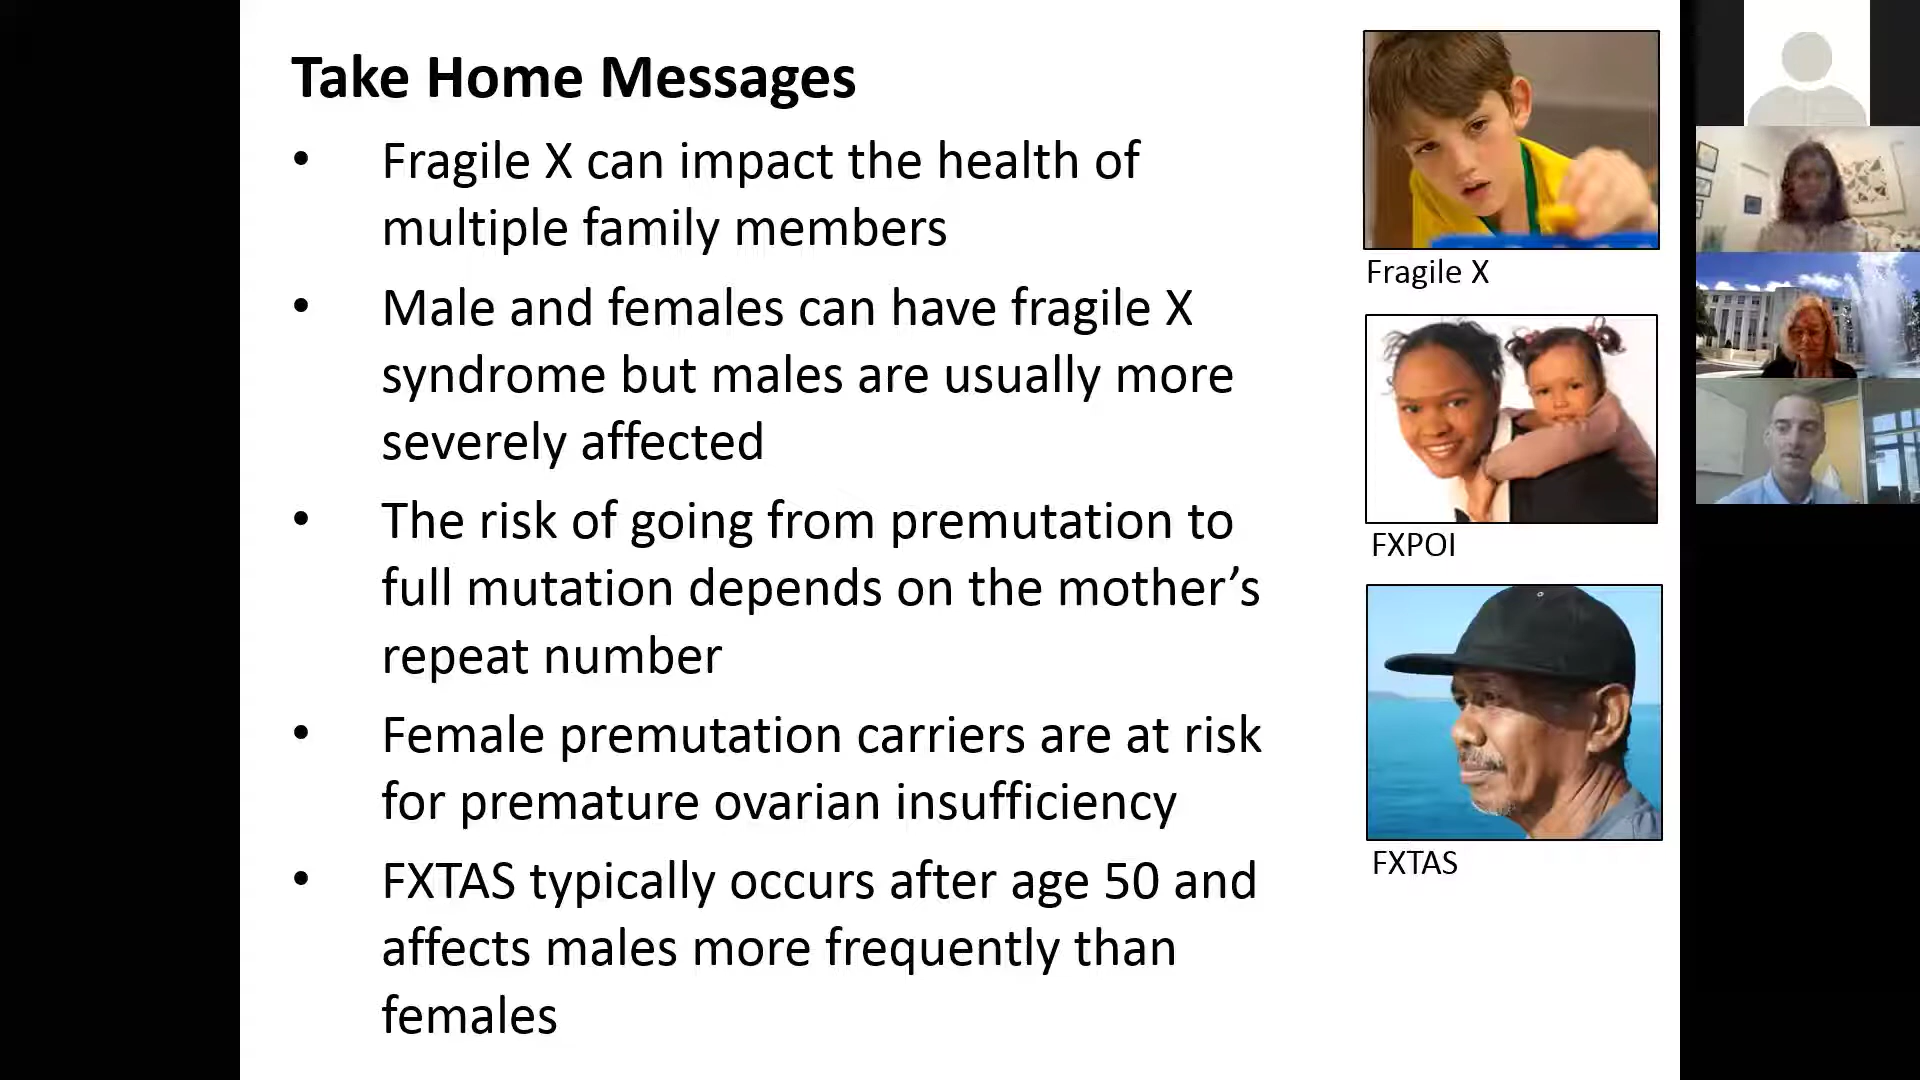 Take Home Messages
• Fragile X can impact the health of
multiple family members
• Male and females can have fragile X
syndrome but males are usually more
severely affected
• The risk of going from premutation to
full mutation depends on the mother’s
repeat number
• Female premutation carriers are at risk
for premature ovarian insufficiency
• FXTAS typically occurs after age 50 and
affects males more frequently than
females
Fragile X
FXPOI
FXTAS